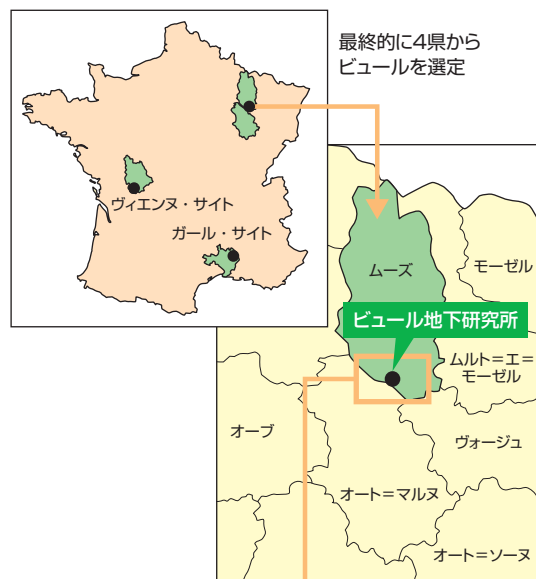 最終的に4県から
ビュールを選定
ヴィエンヌ・サイト
ガール・サイト
ムーズ
モーゼル
ビュール地下研究所
ムルト=エ=
モーゼル
オーブ
ヴォージュ
オート=マルヌ
オート=ソーヌ